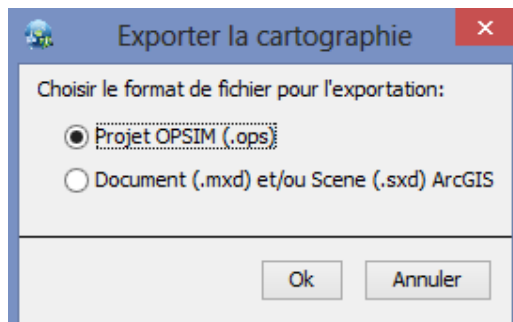 Exporter la cartographie
Choisir le format de fichier pour l'exportation:
Projet OPSIM (.ops)
Document (.mxd) et/ou Scene (.sxd) ArcGIS
Ok Annuler